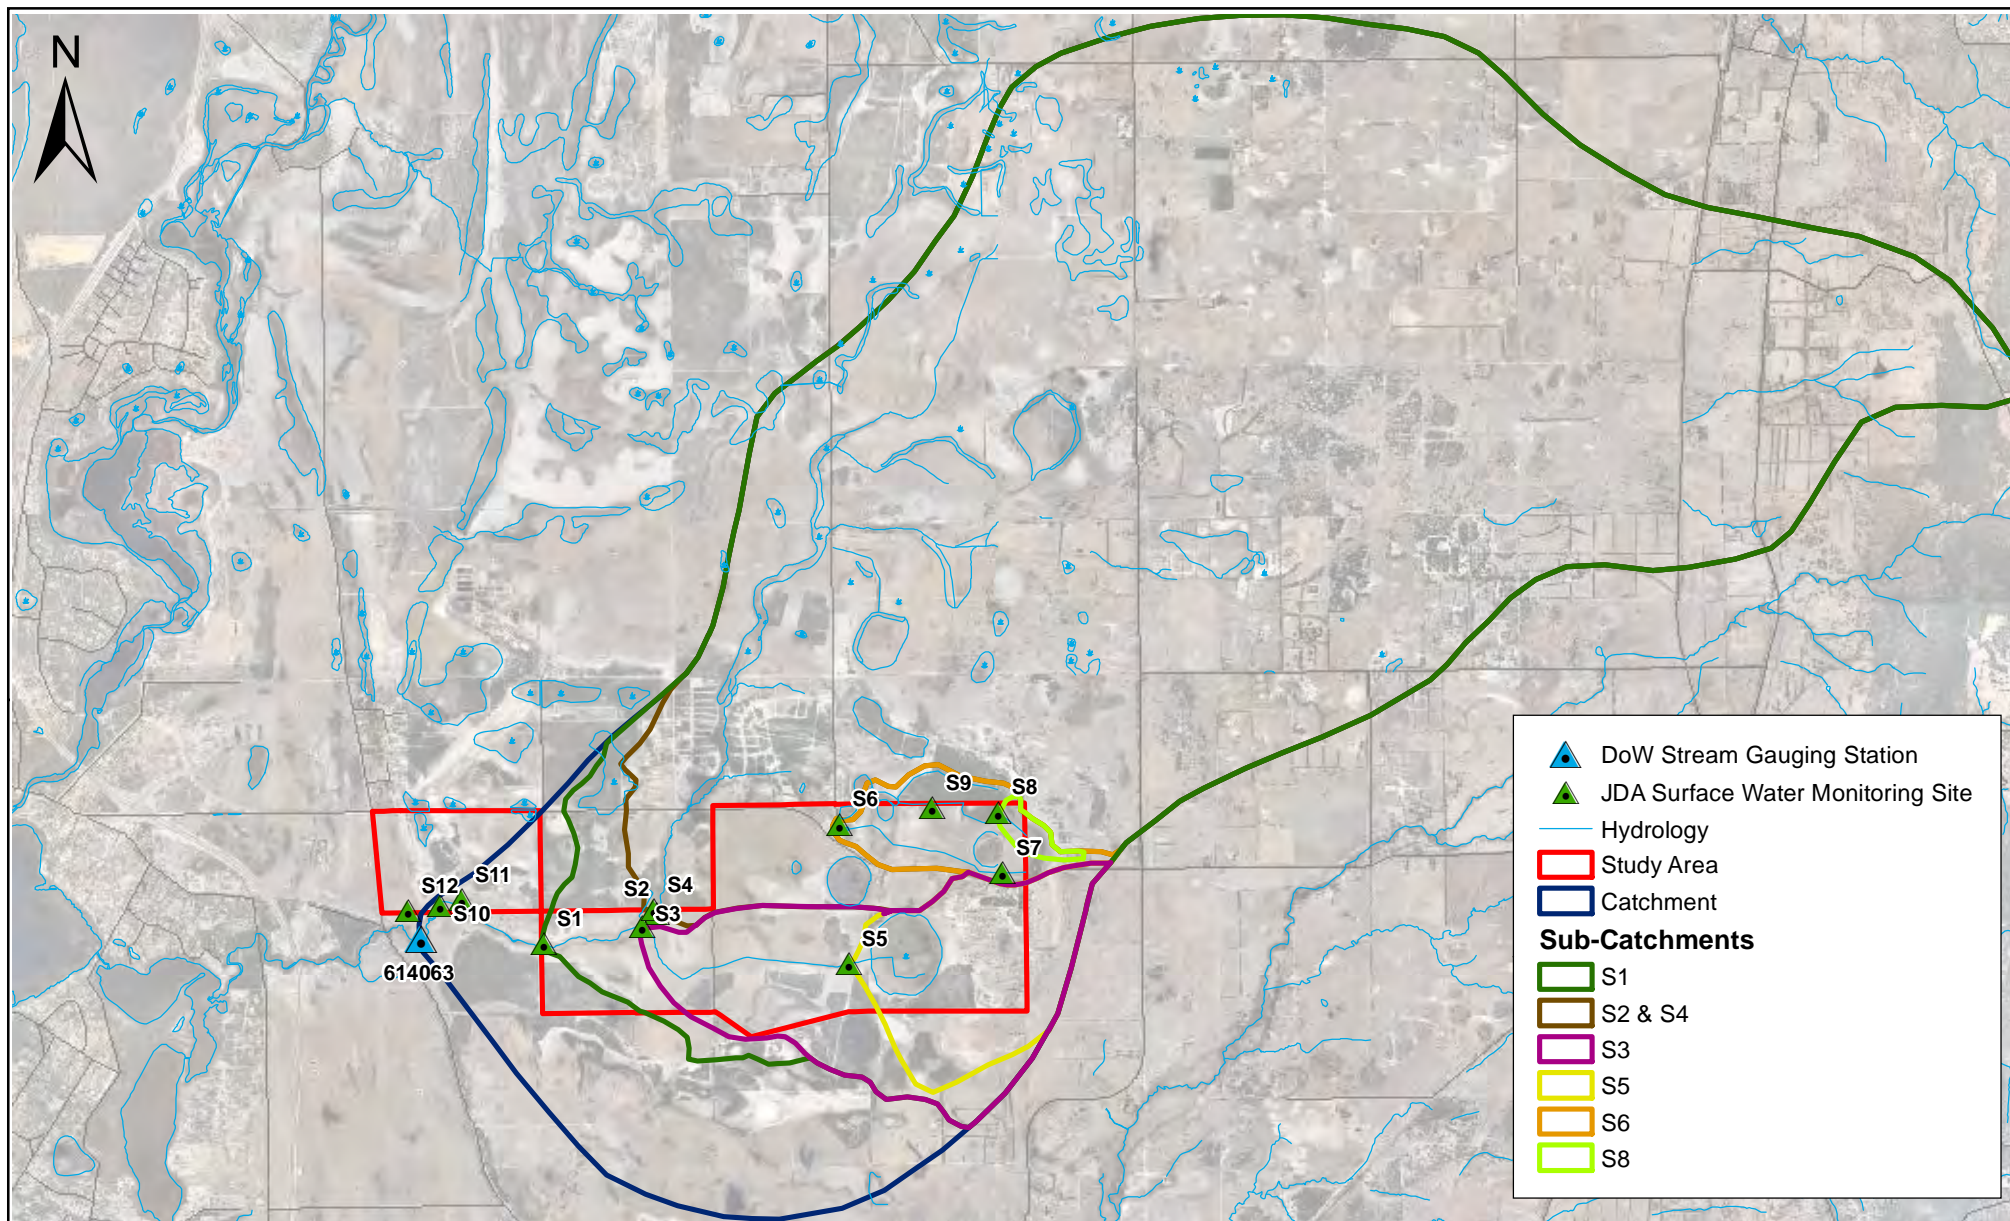 N
S9
S8
S6
S7
S11
S12
S10
S2
S4
S3
S1
S5
614063
DoW Stream Gauging Station
JDA Surface Water Monitoring Site
Hydrology
Study Area
Catchment
Sub-Catchments
S1
S2 & S4
S3
S5
S6
S8